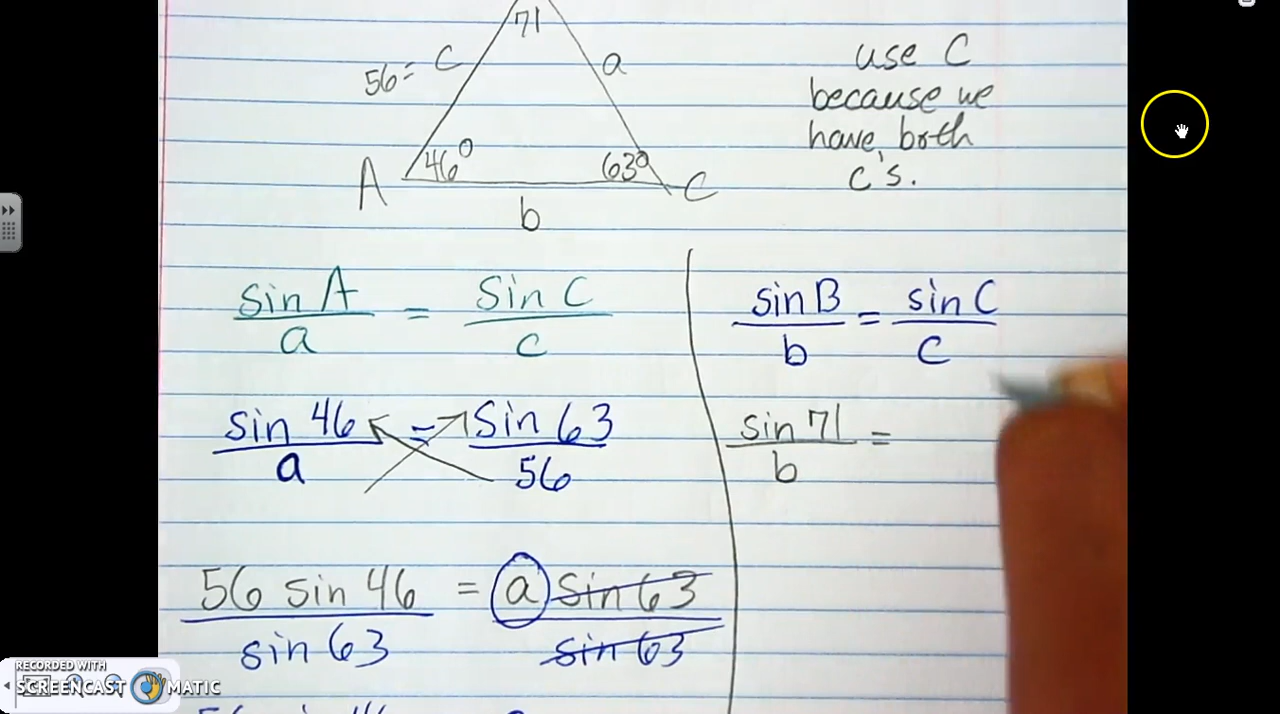 71
56 = c
a
use C
because we
have both
c's.
A
46°
63°
C
b
sin A / a = sin C / c
sin B / b = sin C / c
sin 46 / a = sin 63 / 56
sin 71 / b =
56 sin 46 / sin 63 = a sin 63 / sin 63
RECORDED WITH
SCREENCAST MATIC